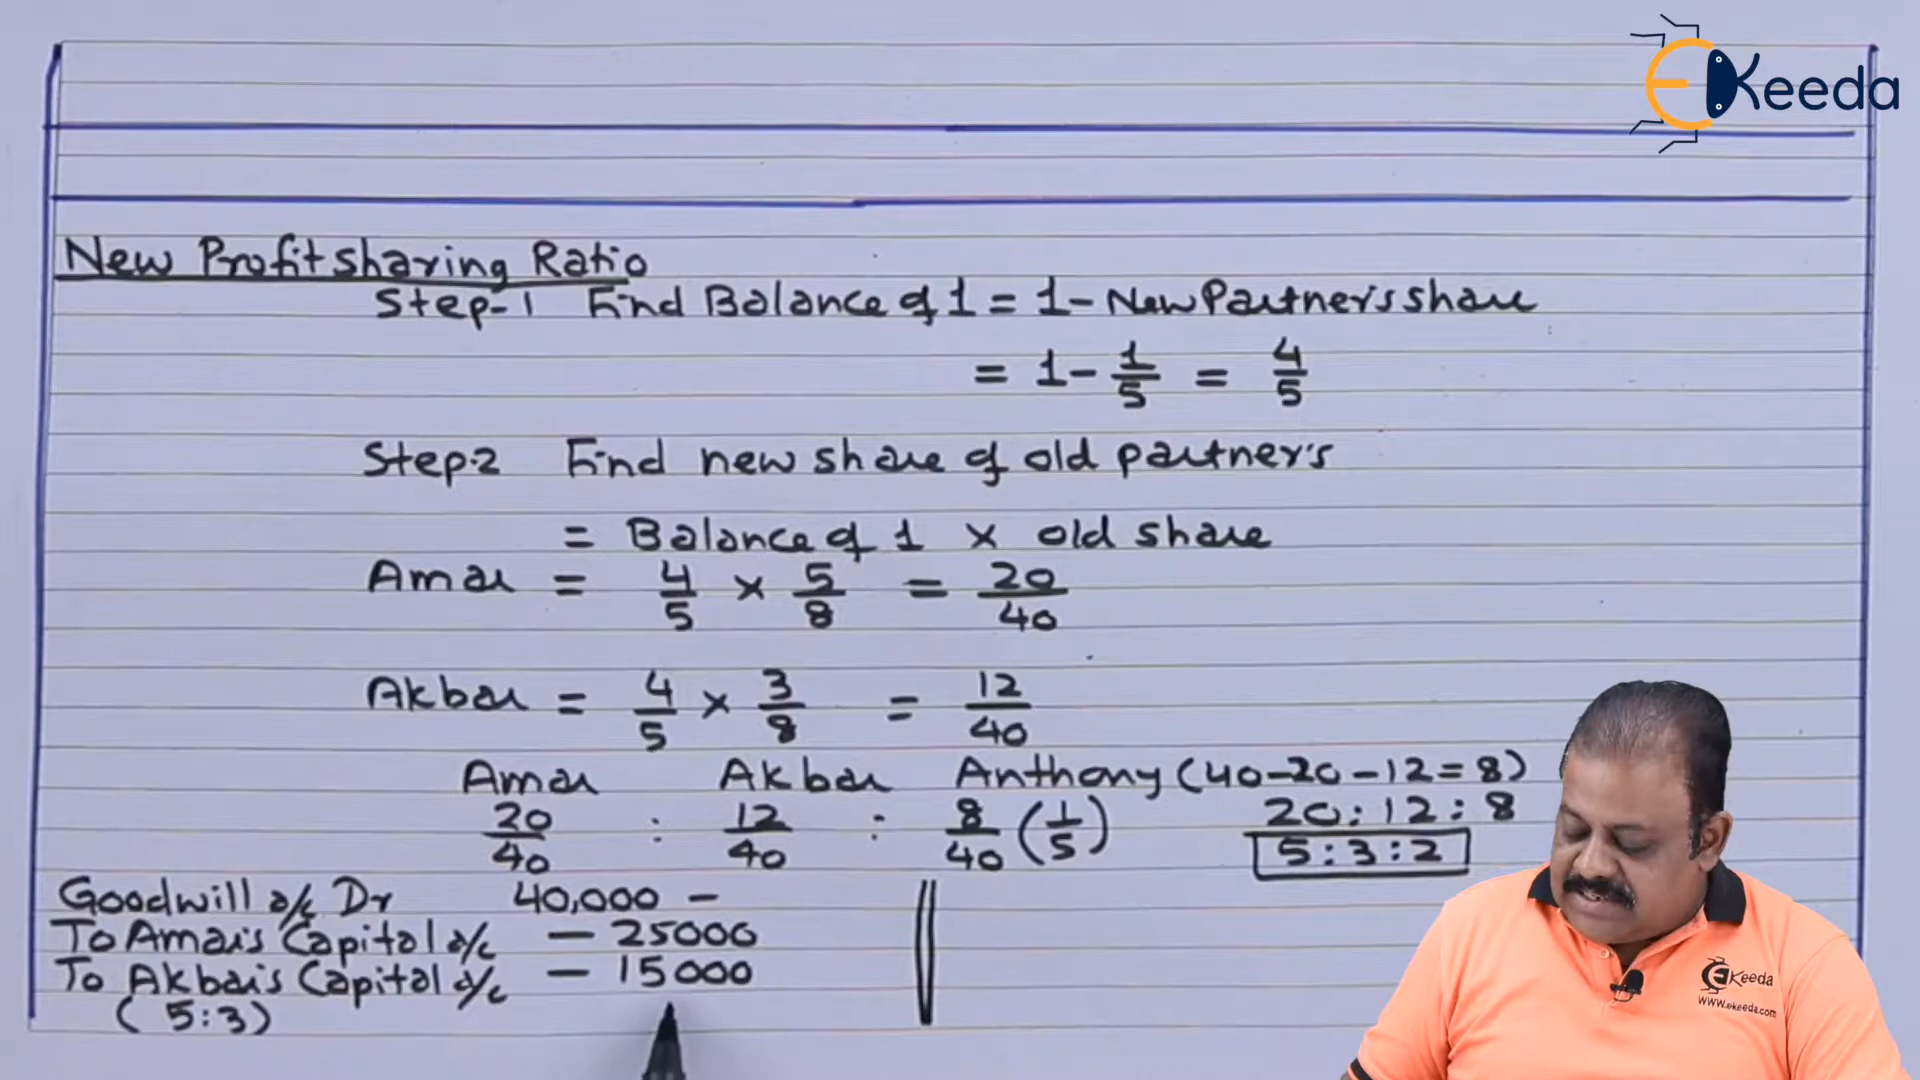 EKeeda
New Profit sharing Ratio
Step-1 Find Balance of 1 = 1 - New Partner's share
= 1 - 1/5 = 4/5
Step-2 Find new share of old partner's
= Balance of 1 × old share
Amar = 4/5 × 5/8 = 20/40
Akbar = 4/5 × 3/8 = 12/40
Amar Akbar Anthony (40-20-12=8)
20/40 : 12/40 : 8/40 (1/5) 20:12:8
5:3:2
Goodwill a/c Dr 40,000 -
To Amar's Capital a/c - 25000
To Akbar's Capital a/c - 15000
(5:3)
EKeeda
www.ekeeda.com